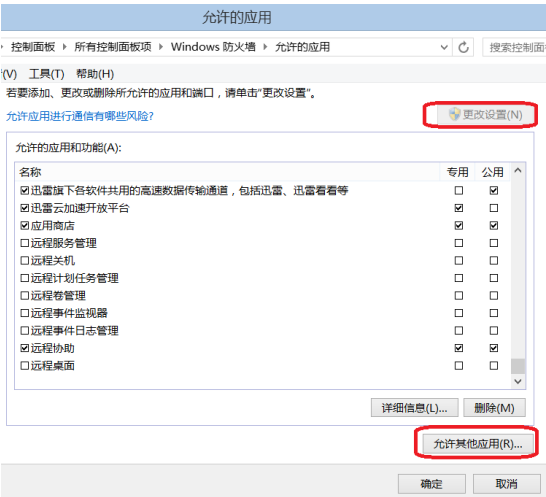 允许的应用
控制面板 ▸ 所有控制面板项 ▸ Windows 防火墙 ▸ 允许的应用
搜索控制面
(V) 工具(T) 帮助(H)
若要添加、更改或删除所允许的应用和端口，请单击"更改设置"。
允许应用进行通信有哪些风险?
更改设置(N)
允许的应用和功能(A):
名称 专用 公用
迅雷旗下各软件共用的高速数据传输通道，包括迅雷、迅雷看看等
迅雷云加速开放平台
应用商店
远程服务管理
远程关机
远程计划任务管理
远程卷管理
远程事件监视器
远程事件日志管理
远程协助
远程桌面
详细信息(L)... 删除(M)
允许其他应用(R)...
确定 取消